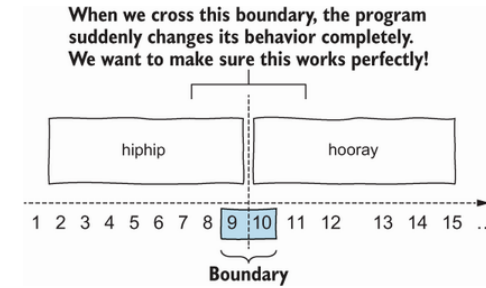 When we cross this boundary, the program
suddenly changes its behavior completely.
We want to make sure this works perfectly!
hiphip hooray
1 2 3 4 5 6 7 8 9 10 11 12 13 14 15 ..
Boundary